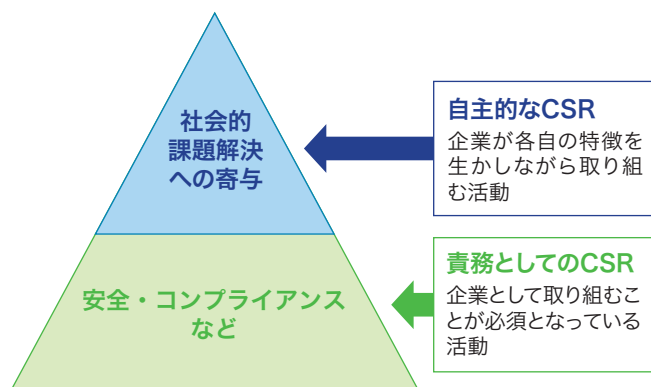 社会的
課題解決
への寄与
自主的なCSR
企業が各自の特徴を
生かしながら取り組
む活動
安全・コンプライアンス
など
責務としてのCSR
企業として取り組むこ
とが必須となっている
活動